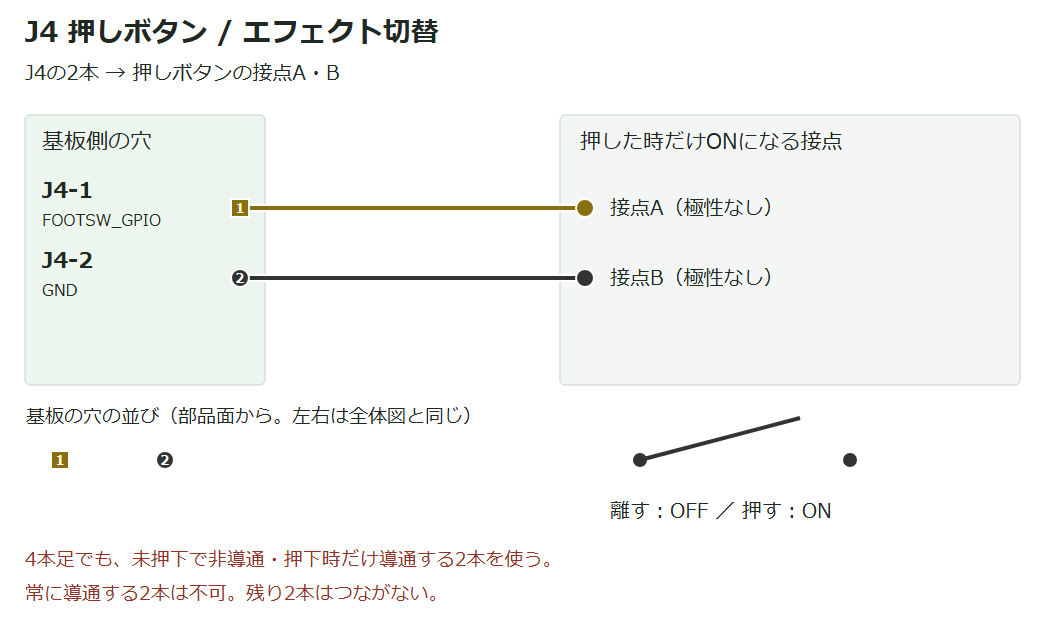 J4 押しボタン / エフェクト切替
J4の2本 → 押しボタンの接点A・B
基板側の穴
押した時だけONになる接点
J4-1
FOOTSW_GPIO
1
接点A（極性なし）
J4-2
GND
2
接点B（極性なし）
基板の穴の並び（部品面から。左右は全体図と同じ）
1 2
離す：OFF ／ 押す：ON
4本足でも、未押下で非導通・押下時だけ導通する2本を使う。
常に導通する2本は不可。残り2本はつながない。